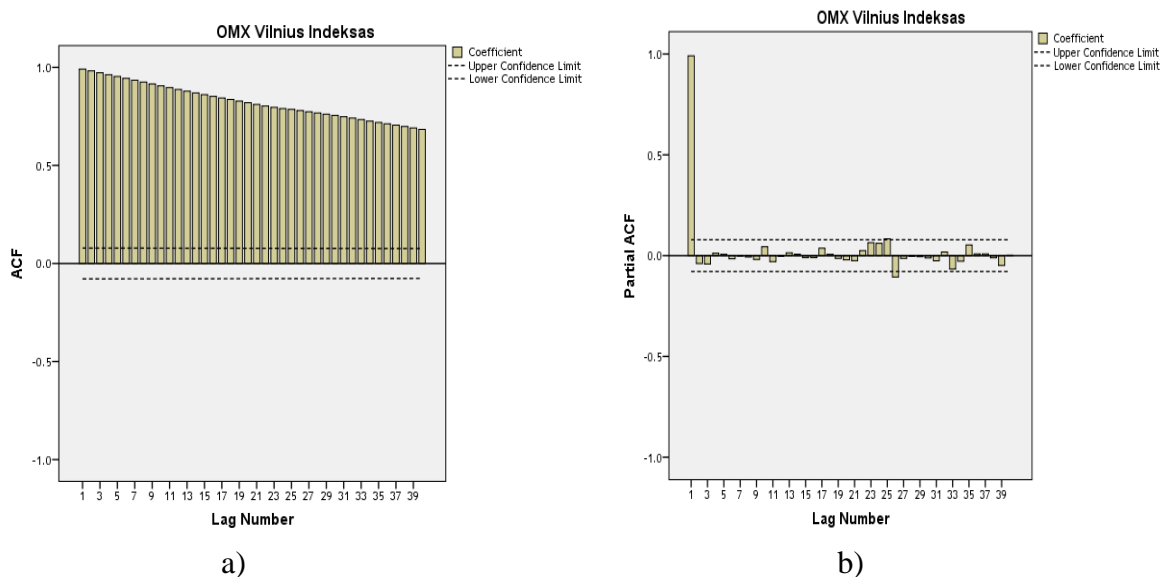 OMX Vilnius Indeksas
Coefficient
Upper Confidence Limit
Lower Confidence Limit
1.0
0.5
0.0
-0.5
-1.0
ACF
1 3 5 7 9 11 13 15 17 19 21 23 25 27 29 31 33 35 37 39
Lag Number
a)
OMX Vilnius Indeksas
Coefficient
Upper Confidence Limit
Lower Confidence Limit
1.0
0.5
0.0
-0.5
-1.0
Partial ACF
1 3 5 7 9 11 13 15 17 19 21 23 25 27 29 31 33 35 37 39
Lag Number
b)